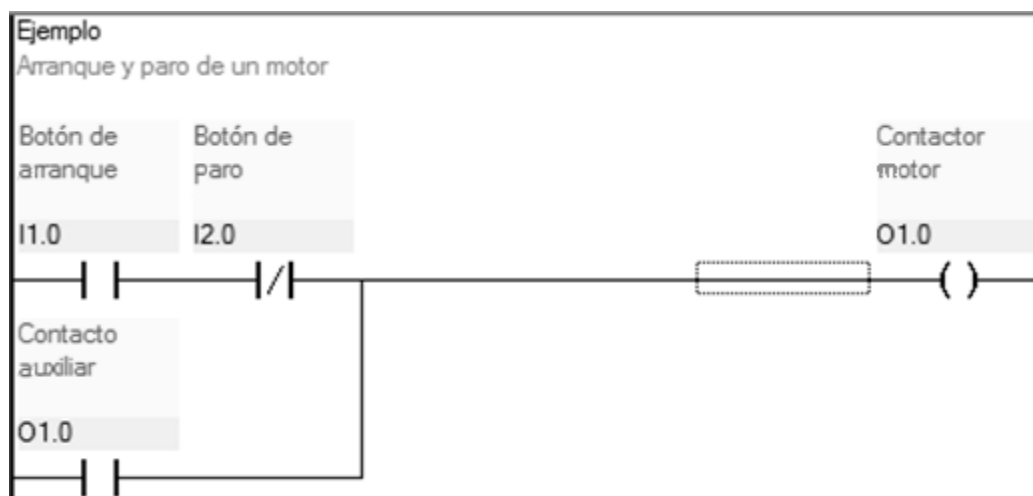 Ejemplo
Arranque y paro de un motor
Botón de
arranque
Botón de
paro
Contactor
motor
I1.0
I2.0
O1.0
Contacto
auxiliar
O1.0